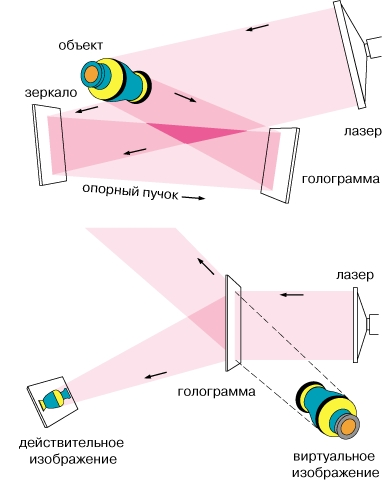 объект
зеркало
лазер
голограмма
опорный пучок
лазер
голограмма
действительное
изображение
виртуальное
изображение